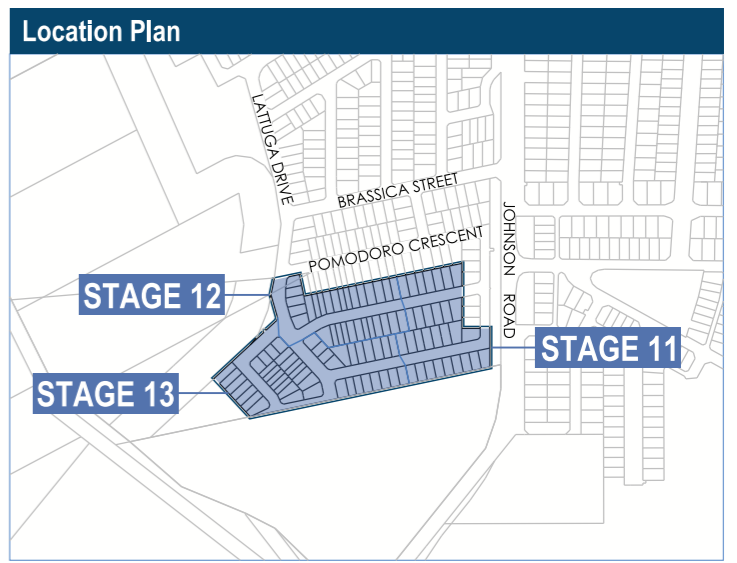 Location Plan
LATTUGA DRIVE
BRASSICA STREET
JOHNSON ROAD
POMODORO CRESCENT
STAGE 12
STAGE 11
STAGE 13